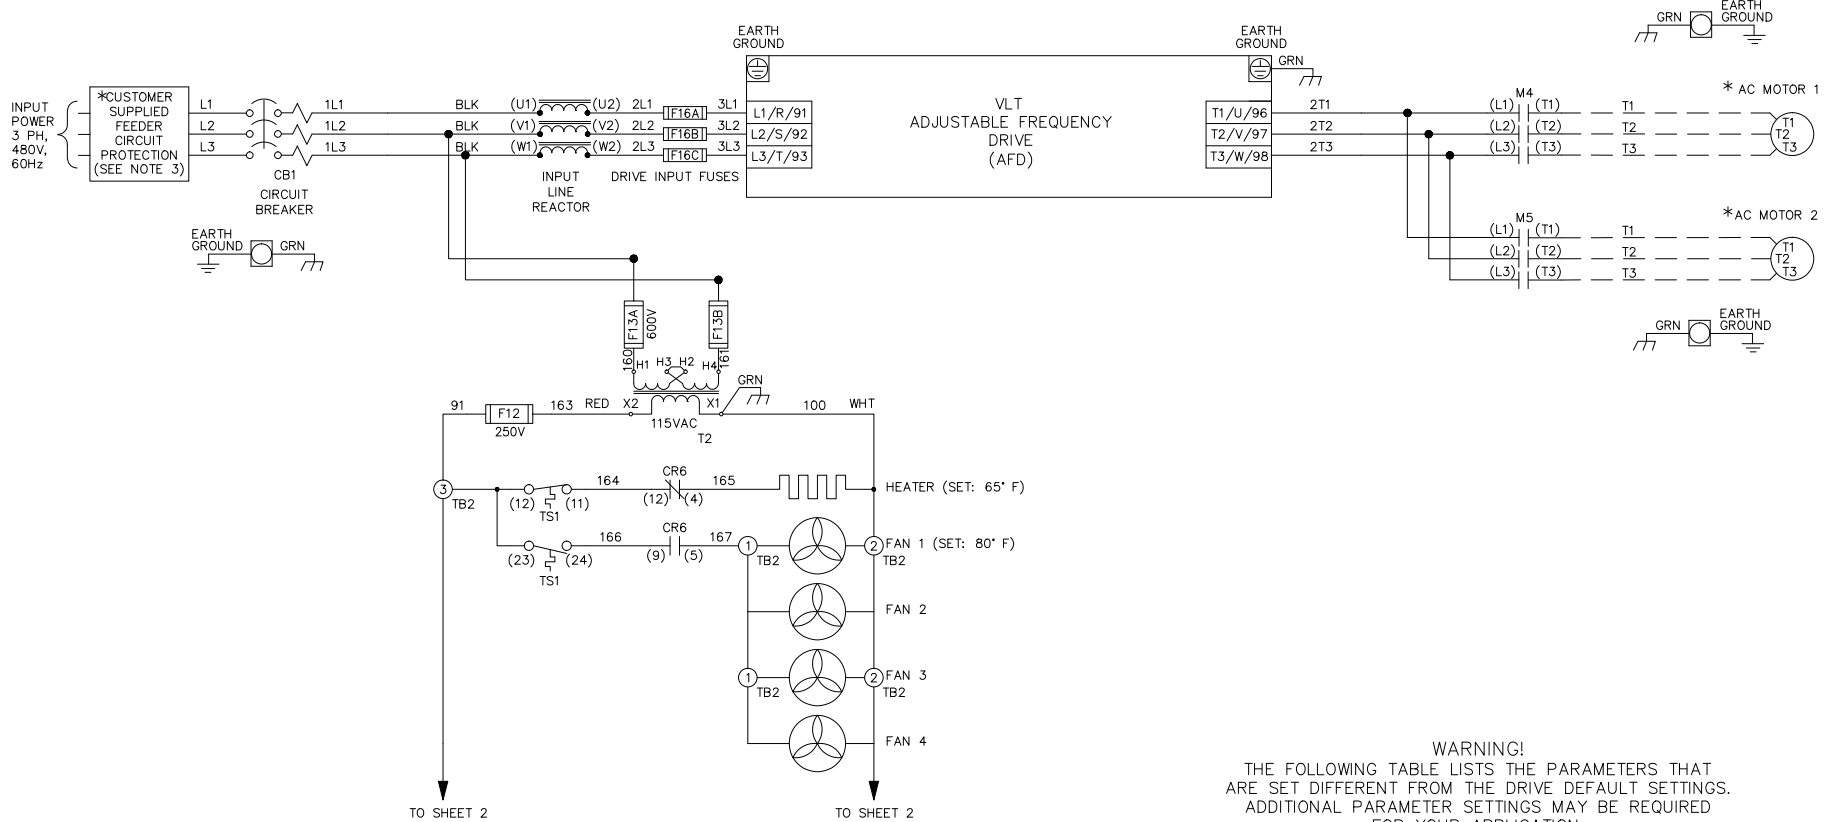 INPUT
POWER
3 PH,
480V,
60Hz
*CUSTOMER
SUPPLIED
FEEDER
CIRCUIT
PROTECTION
(SEE NOTE 3)
L1
L2
L3
CB1
CIRCUIT
BREAKER
1L1
1L2
1L3
BLK
BLK
BLK
(U1)
(V1)
(W1)
(U2)
(V2)
(W2)
INPUT
LINE
REACTOR
2L1
2L2
2L3
F16A
F16B
F16C
DRIVE INPUT FUSES
3L1
3L2
3L3
EARTH
GROUND
L1/R/91
L2/S/92
L3/T/93
VLT
ADJUSTABLE FREQUENCY
DRIVE
(AFD)
EARTH
GROUND
GRN
T1/U/96
T2/V/97
T3/W/98
2T1
2T2
2T3
GRN
EARTH
GROUND
M4
(L1) (T1) T1
(L2) (T2) T2
(L3) (T3) T3
* AC MOTOR 1
T1
T2
T3
M5
(L1) (T1) T1
(L2) (T2) T2
(L3) (T3) T3
*AC MOTOR 2
T1
T2
T3
GRN
EARTH
GROUND
EARTH
GROUND
GRN
F13A
600V
F13B
160
161
H1 H3 H2 H4
GRN
91
F12
250V
163 RED X2
X1
100 WHT
115VAC
T2
3
TB2
(12) (11)
TS1
164
CR6
(12) (4)
165
HEATER (SET: 65° F)
(23) (24)
TS1
166
CR6
(9) (5)
167
1
TB2
2
TB2
FAN 1 (SET: 80° F)
FAN 2
1
TB2
2
TB2
FAN 3
FAN 4
TO SHEET 2
TO SHEET 2
WARNING!
THE FOLLOWING TABLE LISTS THE PARAMETERS THAT
ARE SET DIFFERENT FROM THE DRIVE DEFAULT SETTINGS.
ADDITIONAL PARAMETER SETTINGS MAY BE REQUIRED
FOR YOUR APPLICATION